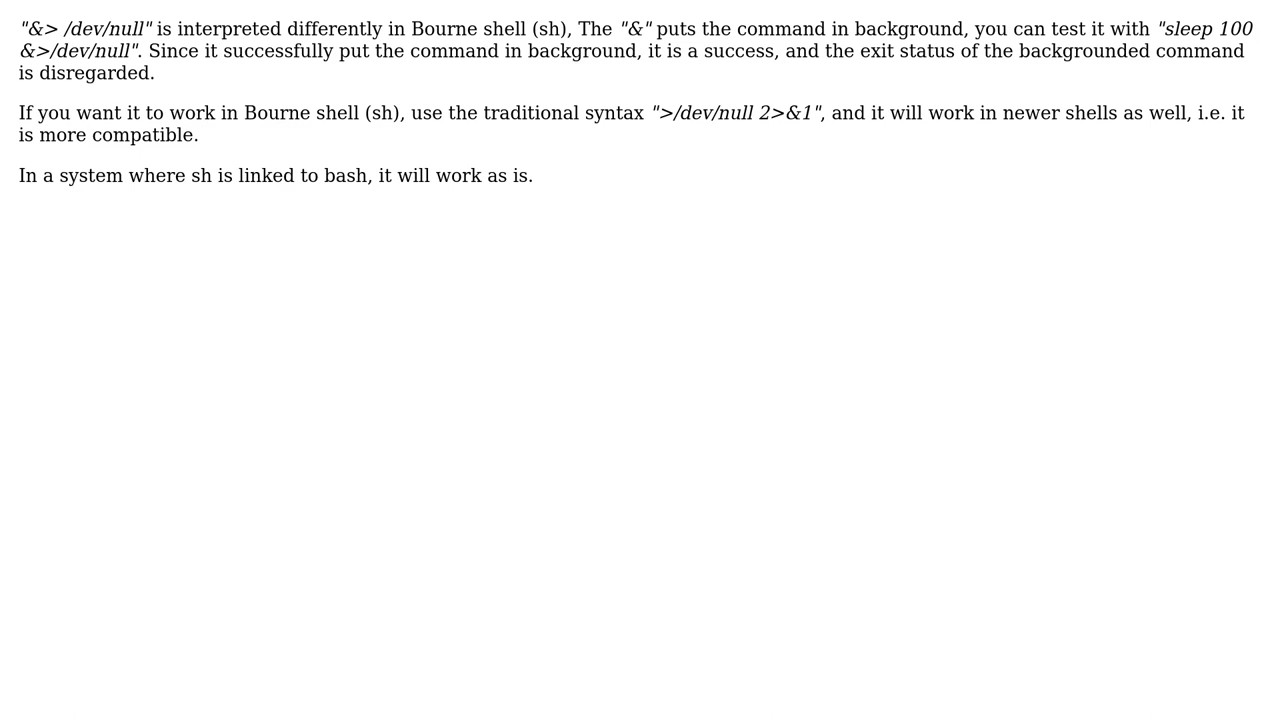 "&> /dev/null" is interpreted differently in Bourne shell (sh), The "&" puts the command in background, you can test it with "sleep 100
&>/dev/null". Since it successfully put the command in background, it is a success, and the exit status of the backgrounded command
is disregarded.
If you want it to work in Bourne shell (sh), use the traditional syntax ">/dev/null 2>&1", and it will work in newer shells as well, i.e. it
is more compatible.
In a system where sh is linked to bash, it will work as is.